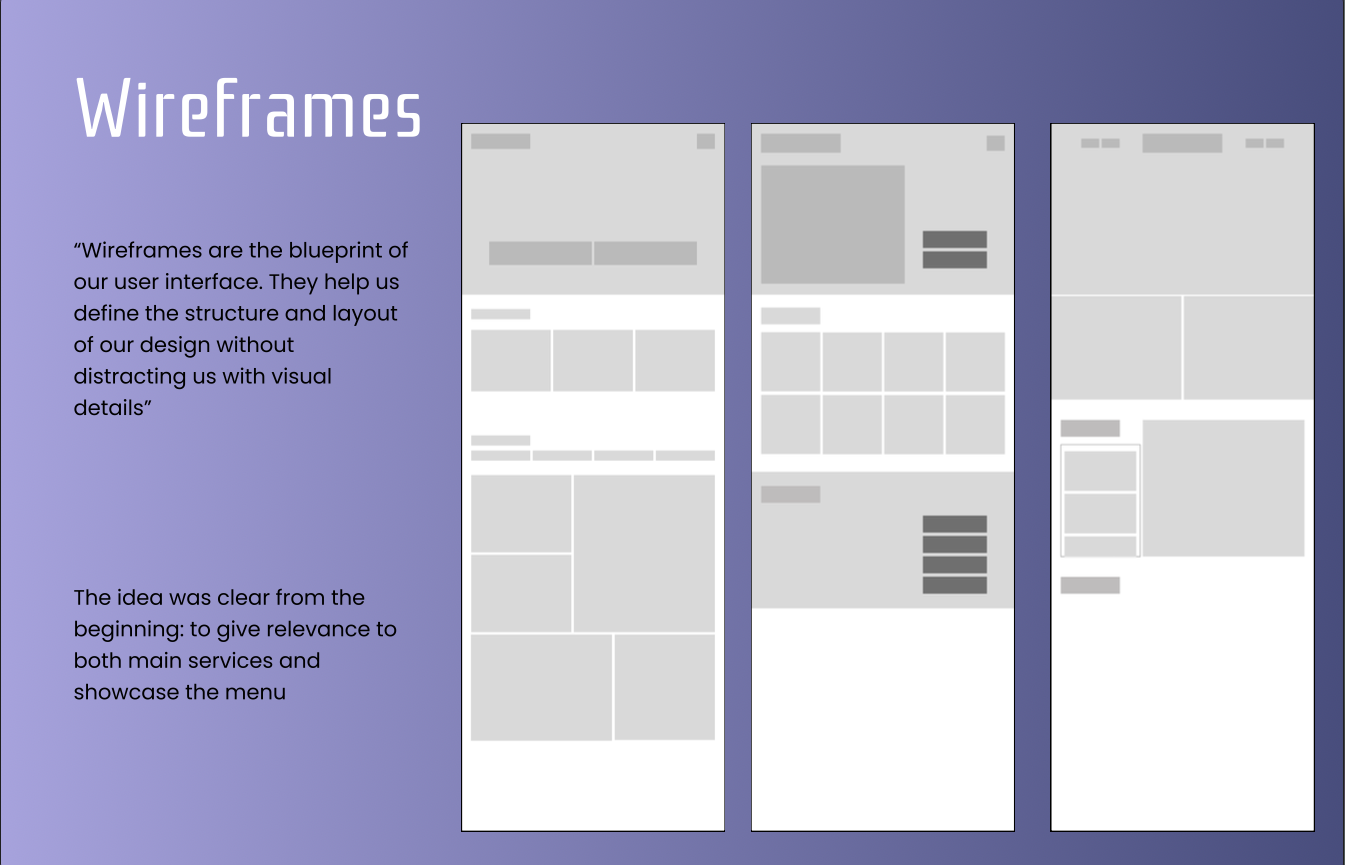 Wireframes
“Wireframes are the blueprint of
our user interface. They help us
define the structure and layout
of our design without
distracting us with visual
details”
The idea was clear from the
beginning: to give relevance to
both main services and
showcase the menu